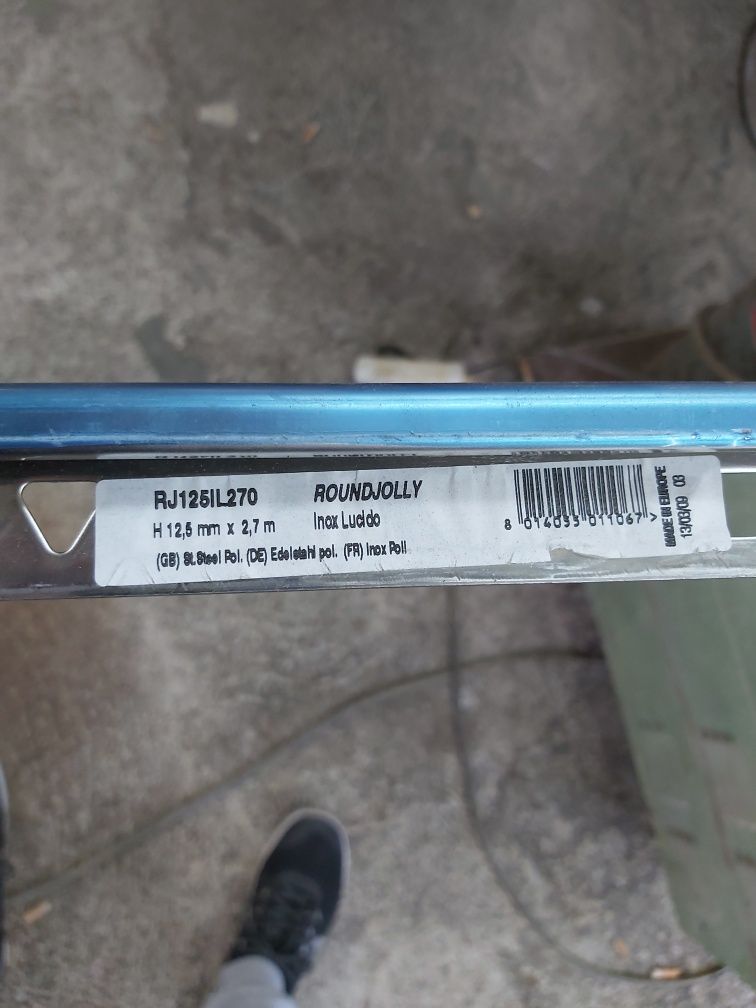 RJ125IL270 ROUNDJOLLY
H 12,5 mm x 2,7 m Inox Lucido
(GB) St.Steel Pol. (DE) Edelstahl pol. (FR) Inox Poli
8 014033 011067 >
MADE IN EUROPE
13/03/09 03